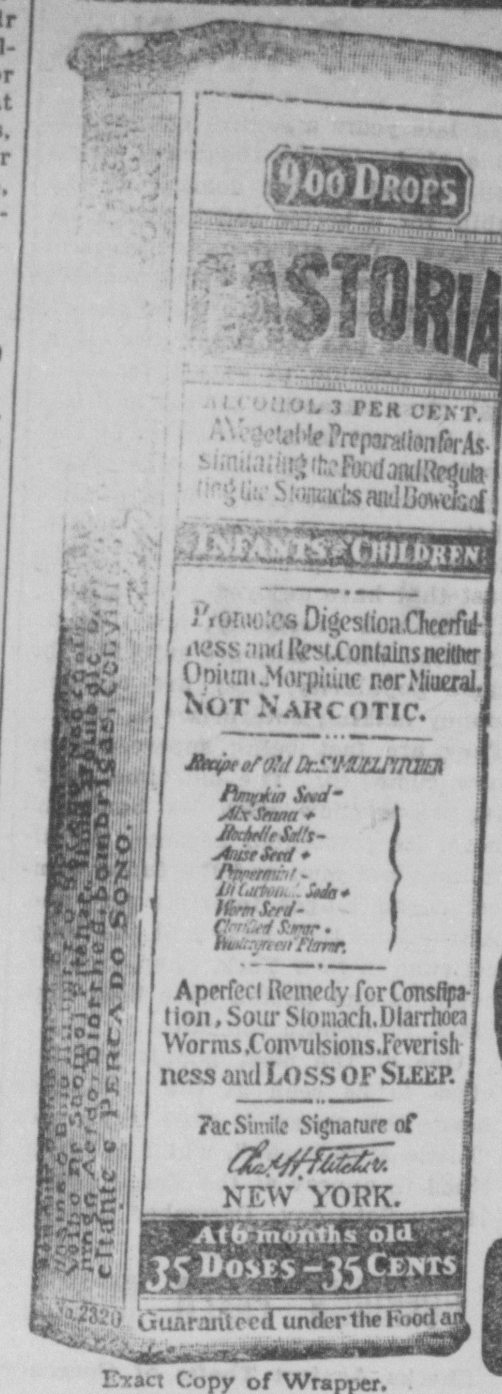 900 DROPS
CASTORIA
ALCOHOL 3 PER CENT.
A Vegetable Preparation for As-
similating the Food and Regula-
ting the Stomachs and Bowels of
INFANTS & CHILDREN
Promotes Digestion.Cheerful-
ness and Rest.Contains neither
Opium.Morphine nor Mineral.
NOT NARCOTIC.
Recipe of Old Dr.SAMUEL PITCHER
Pumpkin Seed-
Alx Senna +
Rochelle Salts-
Anise Seed +
Peppermint -
Bi Carbonate Soda +
Worm Seed-
Clarified Sugar.
Wintergreen Flavor.
A perfect Remedy for Constipa-
tion, Sour Stomach.Diarrhoea
Worms.Convulsions.Feverish-
ness and LOSS OF SLEEP.
Fac Simile Signature of
Chas H Fletcher.
NEW YORK.
At 6 months old
35 DOSES – 35 CENTS
Guaranteed under the Food an
No.2320
PERCA DO SONO.
Exact Copy of Wrapper.